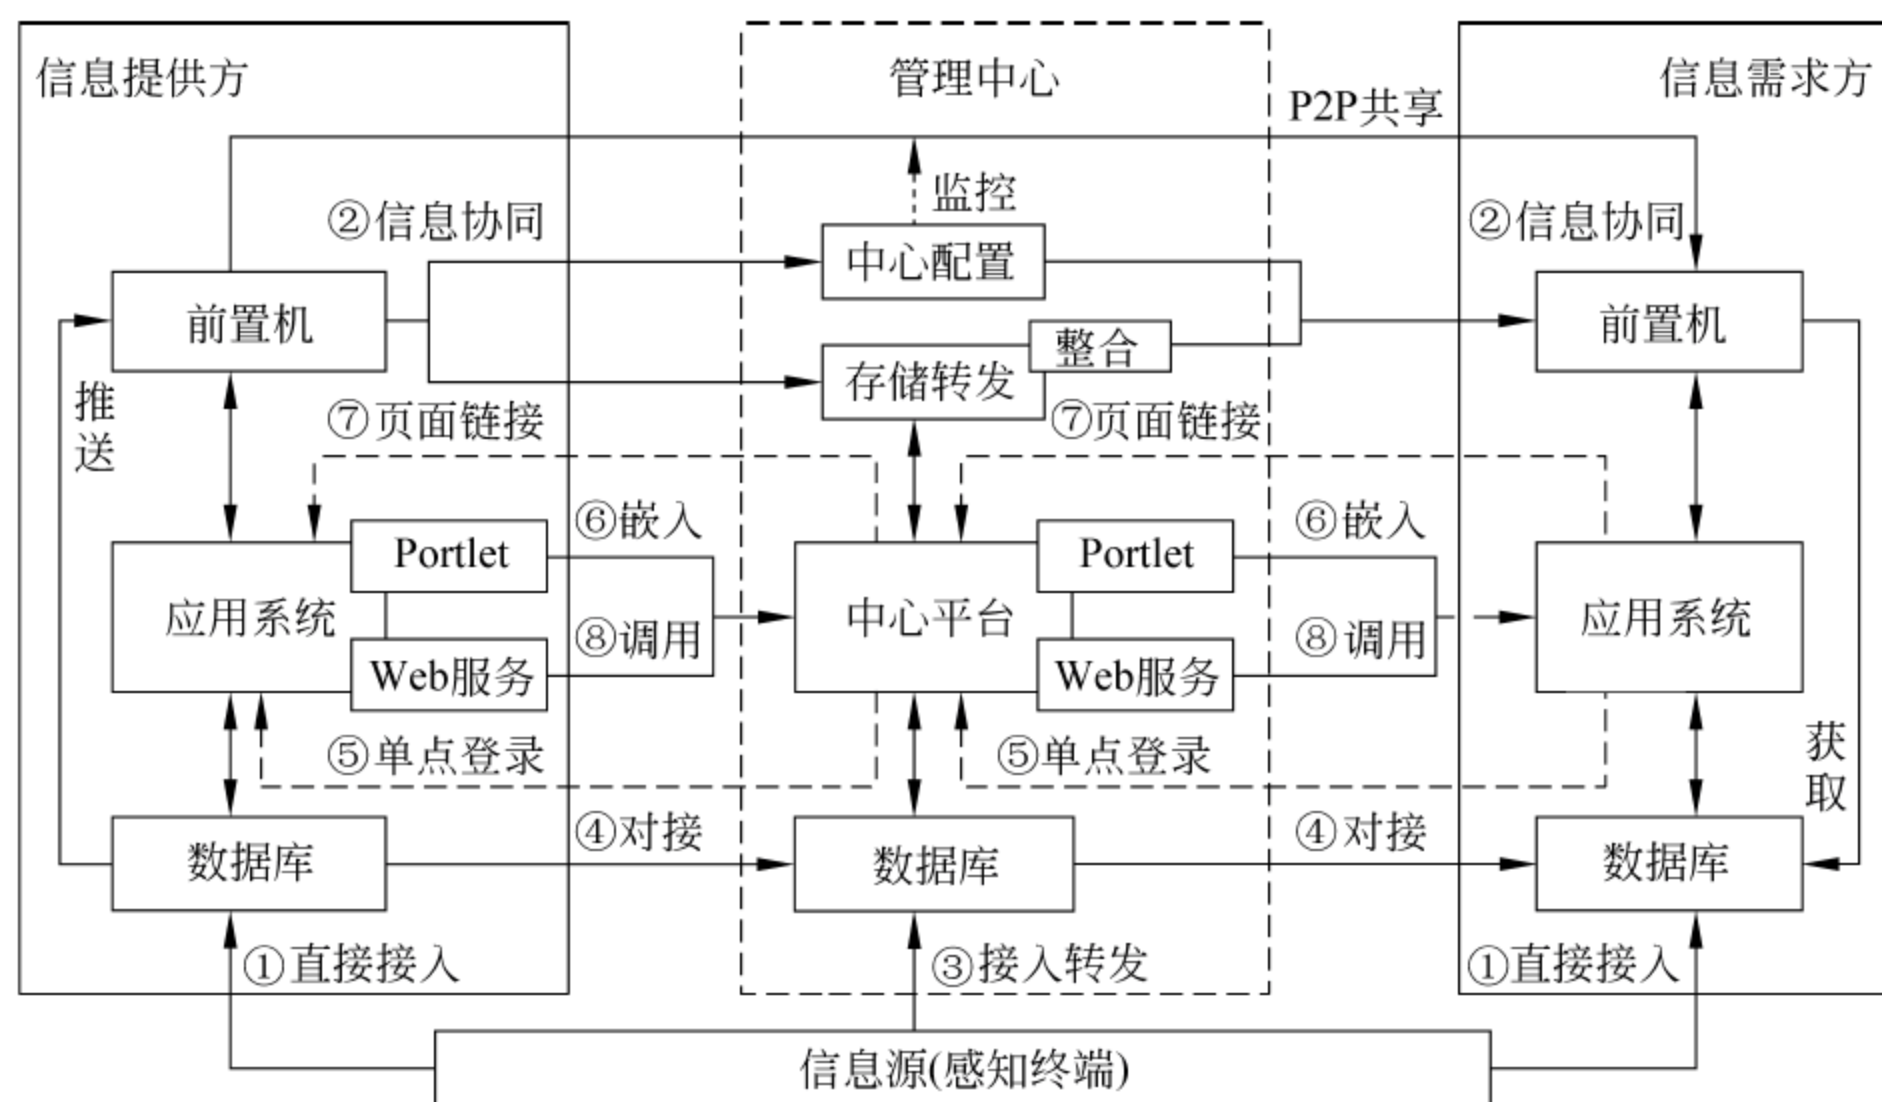 信息提供方
管理中心
信息需求方
P2P共享
监控
②信息协同
②信息协同
中心配置
前置机
整合
前置机
存储转发
推送
⑦页面链接
⑦页面链接
⑥嵌入
⑥嵌入
Portlet
Portlet
应用系统
中心平台
应用系统
⑧调用
⑧调用
Web服务
Web服务
⑤单点登录
⑤单点登录
获取
④对接
④对接
数据库
数据库
数据库
①直接接入
③接入转发
①直接接入
信息源(感知终端)